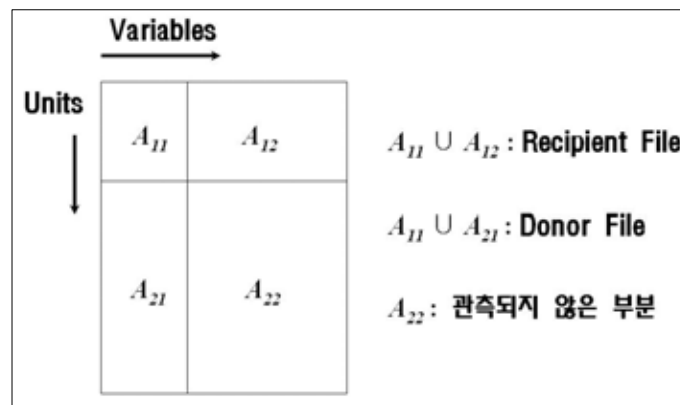 Variables
Units
A11 A12
A11 ∪ A12 : Recipient File
A11 ∪ A21 : Donor File
A21 A22
A22 : 관측되지 않은 부분